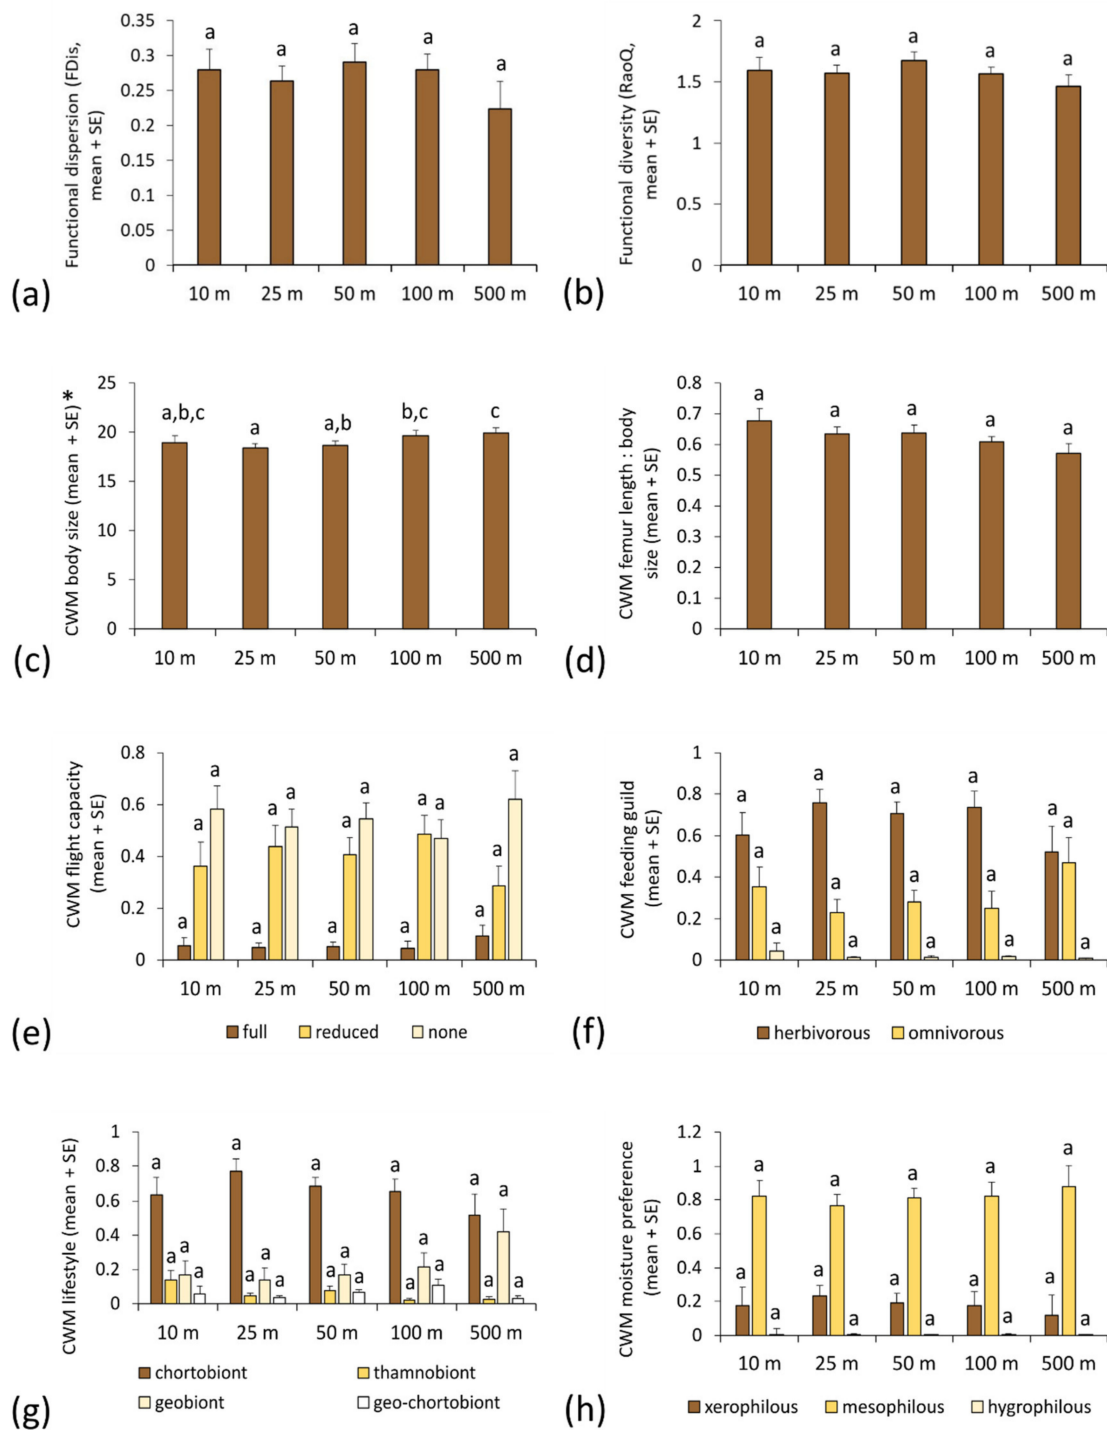 Functional dispersion (FDis,
mean + SE)
0.35
0.3
0.25
0.2
0.15
0.1
0.05
0
a a a a a
10 m 25 m 50 m 100 m 500 m
(a)
Functional diversity (RaoQ,
mean + SE)
2
1.5
1
0.5
0
a a a a a
10 m 25 m 50 m 100 m 500 m
(b)
CWM body size (mean + SE)*
25
20
15
10
5
0
a,b,c a a,b b,c c
10 m 25 m 50 m 100 m 500 m
(c)
CWM femur length : body
size (mean + SE)
0.8
0.7
0.6
0.5
0.4
0.3
0.2
0.1
0
a a a a a
10 m 25 m 50 m 100 m 500 m
(d)
CWM flight capacity
(mean + SE)
0.8
0.6
0.4
0.2
0
a a a a a a a a a a a a a a a
10 m 25 m 50 m 100 m 500 m
full reduced none
(e)
CWM feeding guild
(mean + SE)
1
0.8
0.6
0.4
0.2
0
a a a a a a a a a a a a a a a
10 m 25 m 50 m 100 m 500 m
herbivorous omnivorous
(f)
CWM lifestyle (mean + SE)
1
0.8
0.6
0.4
0.2
0
a a a a a a a a a a a a a a a a a a a a
10 m 25 m 50 m 100 m 500 m
chortobiont thamnobiont
geobiont geo-chortobiont
(g)
CWM moisture preference
(mean + SE)
1.2
1
0.8
0.6
0.4
0.2
0
a a a a a a a a a a a a a a a
10 m 25 m 50 m 100 m 500 m
xerophilous mesophilous hygrophilous
(h)